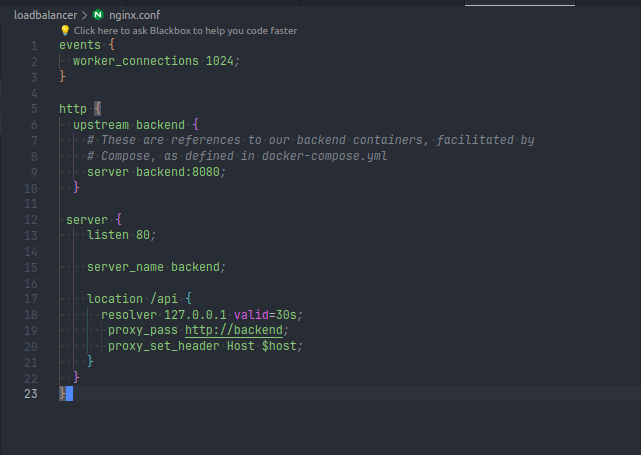 loadbalancer > nginx.conf
💡 Click here to ask Blackbox to help you code faster
1 events {
2   worker_connections 1024;
3 }
4
5 http {
6   upstream backend {
7     # These are references to our backend containers, facilitated by
8     # Compose, as defined in docker-compose.yml
9     server backend:8080;
10   }
11
12  server {
13     listen 80;
14
15     server_name backend;
16
17     location /api {
18       resolver 127.0.0.1 valid=30s;
19        proxy_pass http://backend;
20        proxy_set_header Host $host;
21     }
22   }
23 }